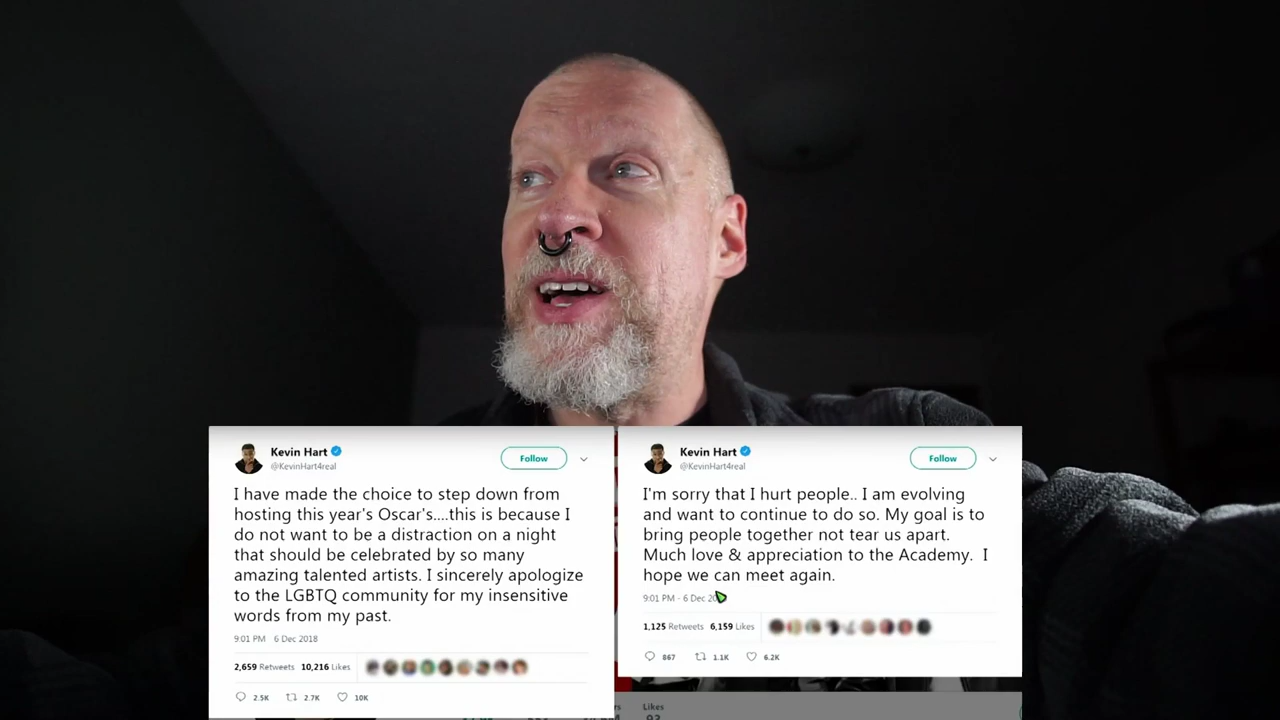 Kevin Hart
@KevinHart4real
Follow
I have made the choice to step down from
hosting this year's Oscar's....this is because I
do not want to be a distraction on a night
that should be celebrated by so many
amazing talented artists. I sincerely apologize
to the LGBTQ community for my insensitive
words from my past.
9:01 PM 6 Dec 2018
2,659 Retweets 10,216 Likes
2.5K 2.7K 10K
Kevin Hart
@KevinHart4real
Follow
I'm sorry that I hurt people.. I am evolving
and want to continue to do so. My goal is to
bring people together not tear us apart.
Much love & appreciation to the Academy. I
hope we can meet again.
9:01 PM - 6 Dec
1,125 Retweets 6,159 Likes
867 1.1K 6.2K
Likes